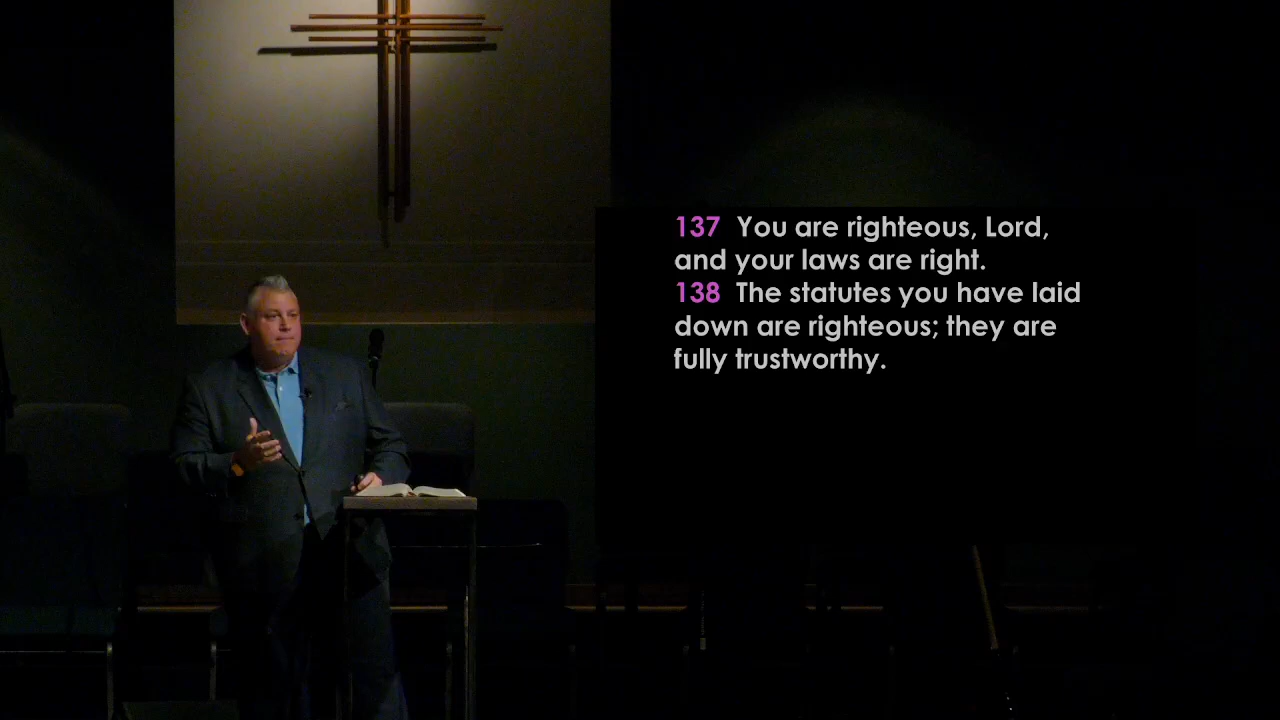 137 You are righteous, Lord,
and your laws are right.
138 The statutes you have laid
down are righteous; they are
fully trustworthy.